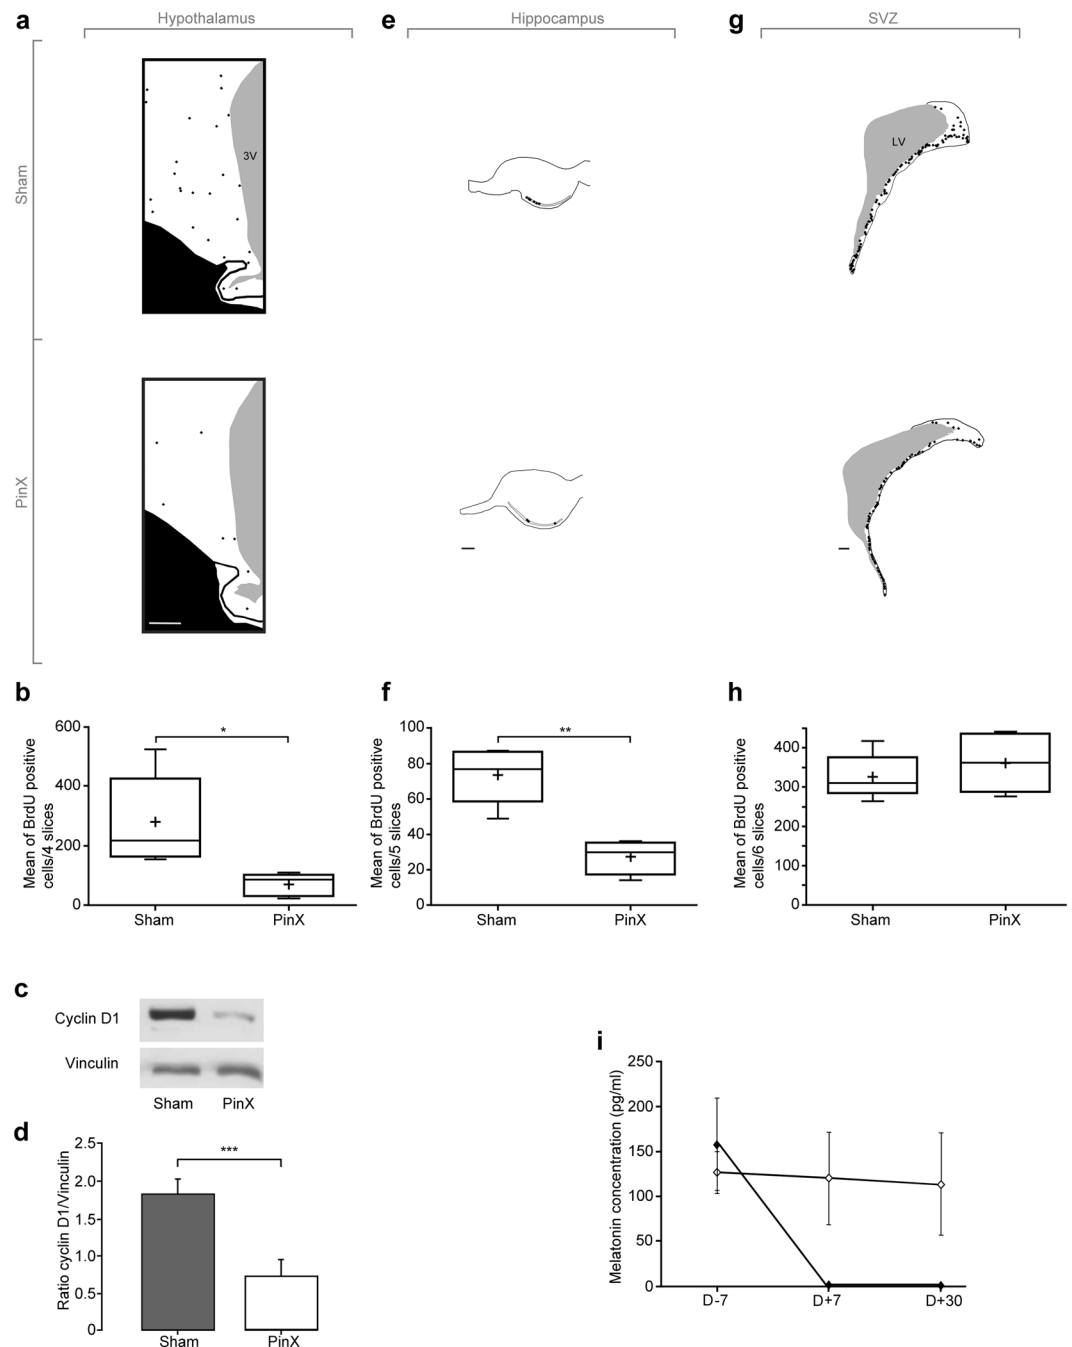 a
Hypothalamus
e
Hippocampus
g
SVZ
Sham
3V
LV
PinX
b
Mean of BrdU positive
cells/4 slices
600
400
200
0
*
Sham
PinX
f
Mean of BrdU positive
cells/5 slices
100
80
60
40
20
0
**
Sham
PinX
h
Mean of BrdU positive
cells/6 slices
400
300
200
100
0
Sham
PinX
c
Cyclin D1
Vinculin
Sham
PinX
d
Ratio cyclin D1/Vinculin
2.5
2.0
1.5
1.0
0.5
0
***
Sham
PinX
i
Melatonin concentration (pg/ml)
250
200
150
100
50
0
D-7
D+7
D+30